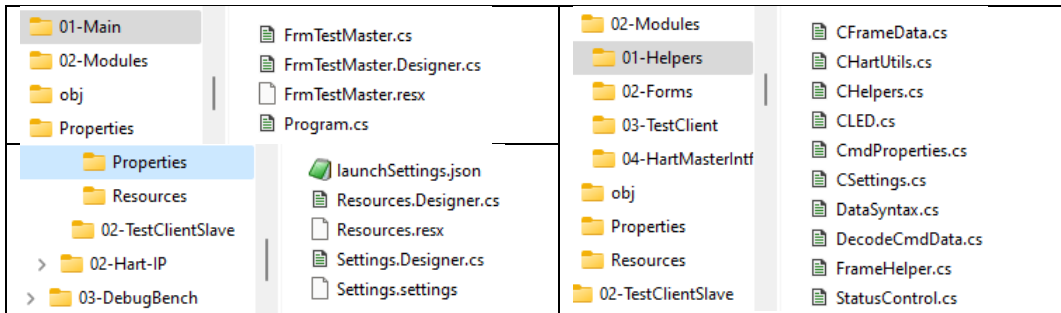 01-Main
02-Modules
obj
Properties
FrmTestMaster.cs
FrmTestMaster.Designer.cs
FrmTestMaster.resx
Program.cs
Properties
Resources
02-TestClientSlave
02-Hart-IP
03-DebugBench
launchSettings.json
Resources.Designer.cs
Resources.resx
Settings.Designer.cs
Settings.settings
02-Modules
01-Helpers
02-Forms
03-TestClient
04-HartMasterIntf
obj
Properties
Resources
02-TestClientSlave
CFrameData.cs
CHartUtils.cs
CHelpers.cs
CLED.cs
CmdProperties.cs
CSettings.cs
DataSyntax.cs
DecodeCmdData.cs
FrameHelper.cs
StatusControl.cs